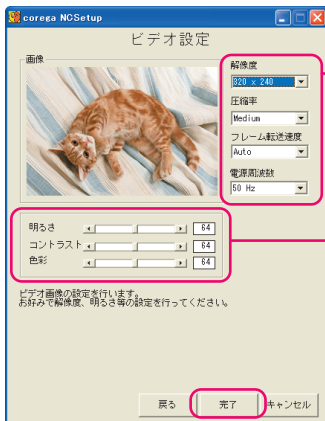 corega NCSetup
ビデオ設定
画像
解像度
320 x 240
圧縮率
Medium
フレーム転送速度
Auto
電源周波数
50 Hz
明るさ 64
コントラスト 64
色彩 64
ビデオ画像の設定を行います。
お好みで解像度、明るさ等の設定を行ってください。
戻る 完了 キャンセル